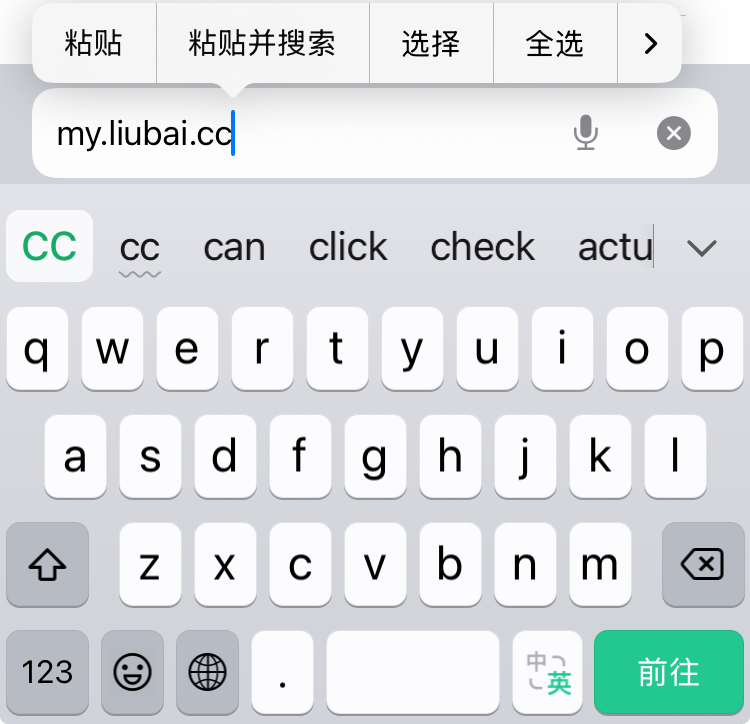 粘贴 粘贴并搜索 选择 全选
my.liubai.cc
CC cc can click check actu
q w e r t y u i o p
a s d f g h j k l
z x c v b n m
123 . 中 英 前往